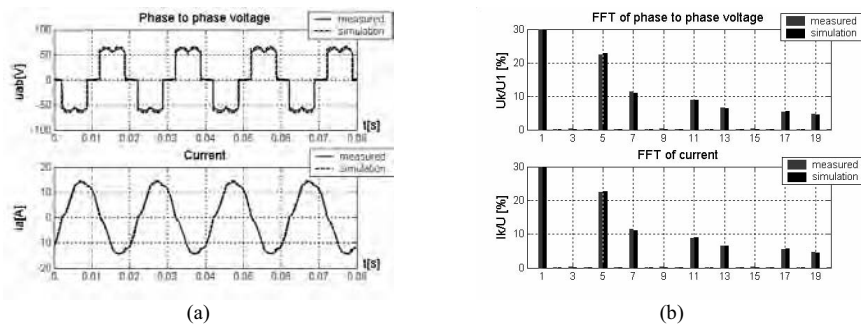 Phase to phase voltage
measured
simulation
uab[V]
100
50
0
-50
-100
0 0.01 0.02 0.03 0.04 0.05 0.06 0.07 0.08
t[s]
Current
measured
simulation
ia[A]
20
10
0
-10
-20
0 0.01 0.02 0.03 0.04 0.05 0.06 0.07 0.08
t[s]
(a)
FFT of phase to phase voltage
measured
simulation
Uk/U1 [%]
30
20
10
0
1 3 5 7 9 11 13 15 17 19
FFT of current
measured
simulation
Ik/U [%]
30
20
10
0
1 3 5 7 9 11 13 15 17 19
(b)